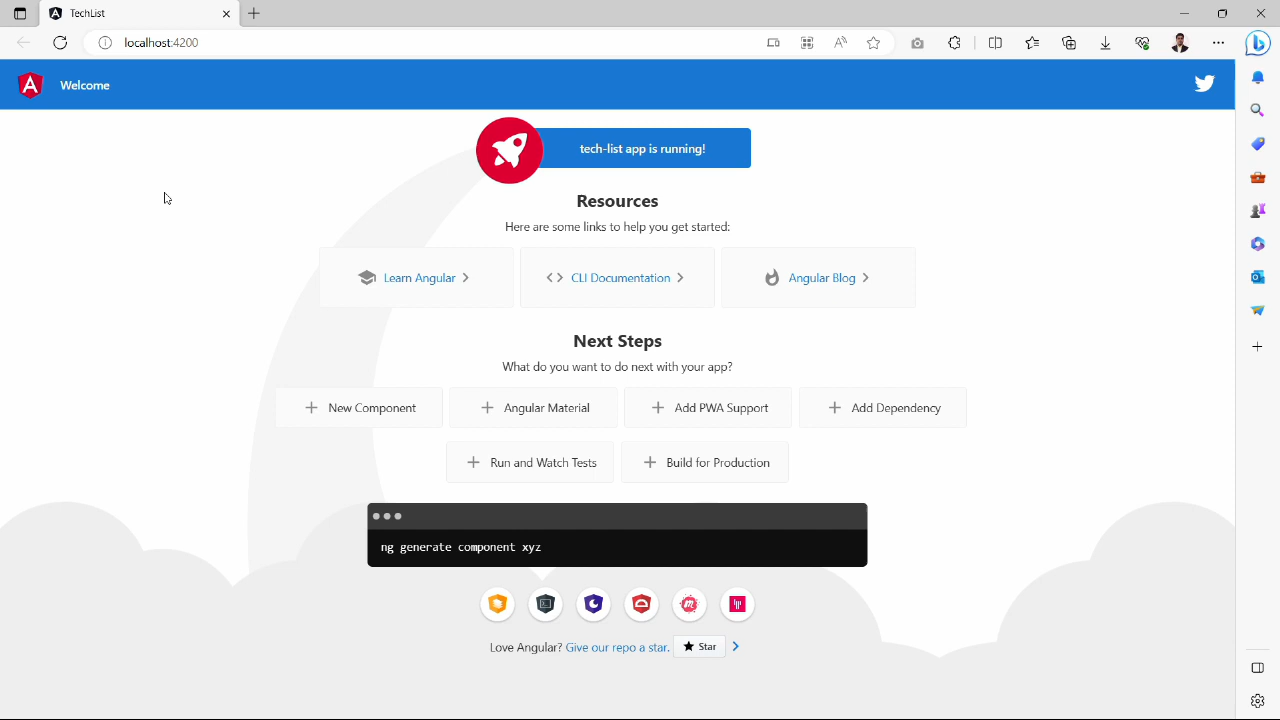 TechList
localhost:4200
Welcome
tech-list app is running!
Resources
Here are some links to help you get started:
Learn Angular
CLI Documentation
Angular Blog
Next Steps
What do you want to do next with your app?
New Component
Angular Material
Add PWA Support
Add Dependency
Run and Watch Tests
Build for Production
ng generate component xyz
Love Angular? Give our repo a star. Star